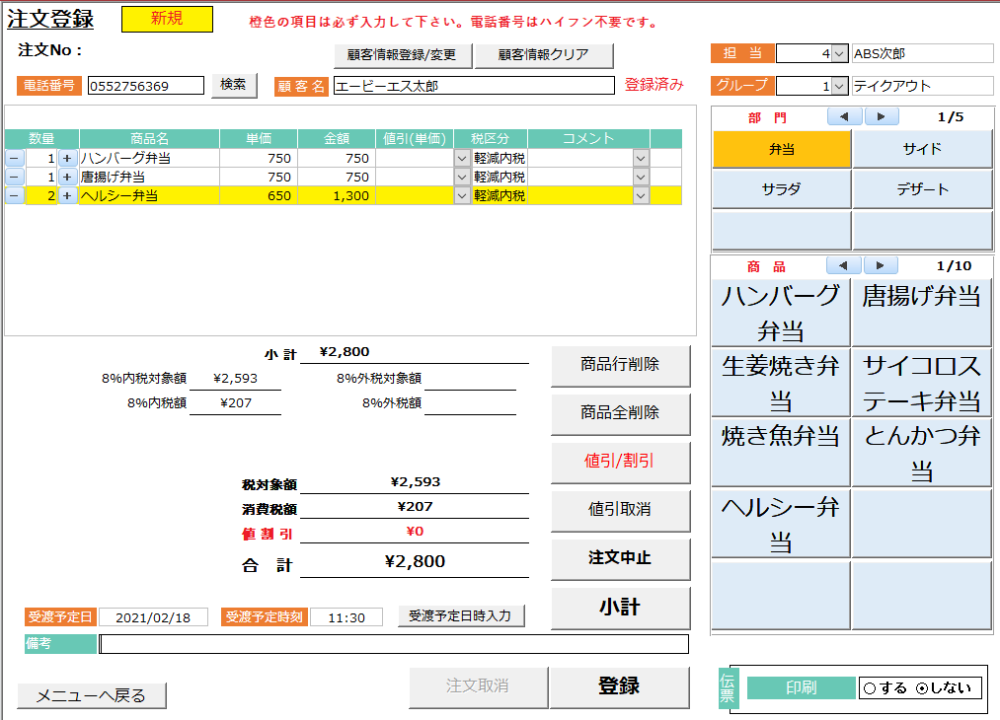 注文登録
新規
橙色の項目は必ず入力して下さい。電話番号はハイフン不要です。
注文No：
顧客情報登録/変更
顧客情報クリア
担　当
4
ABS次郎
電話番号
0552756369
検索
顧 客 名
エービーエス太郎
登録済み
グループ
1
テイクアウト
部　門
◀
▶
1/5
弁当
サイド
サラダ
デザート
数量 商品名 単価 金額 値引(単価) 税区分 コメント
− 1 + ハンバーグ弁当 750 750 軽減内税
− 1 + 唐揚げ弁当 750 750 軽減内税
− 2 + ヘルシー弁当 650 1,300 軽減内税
商　品
◀
▶
1/10
ハンバーグ
弁当
唐揚げ弁当
生姜焼き弁
当
サイコロス
テーキ弁当
焼き魚弁当
とんかつ弁
当
ヘルシー弁
当
小 計 ¥2,800
8%内税対象額 ¥2,593 8%外税対象額
8%内税額 ¥207 8%外税額
税対象額 ¥2,593
消費税額 ¥207
値 割 引 ¥0
合　計 ¥2,800
商品行削除
商品全削除
値引/割引
値引取消
注文中止
小計
受渡予定日 2021/02/18 受渡予定時刻 11:30 受渡予定日時入力
備考
メニューへ戻る
注文取消
登録
伝票
印刷
する しない